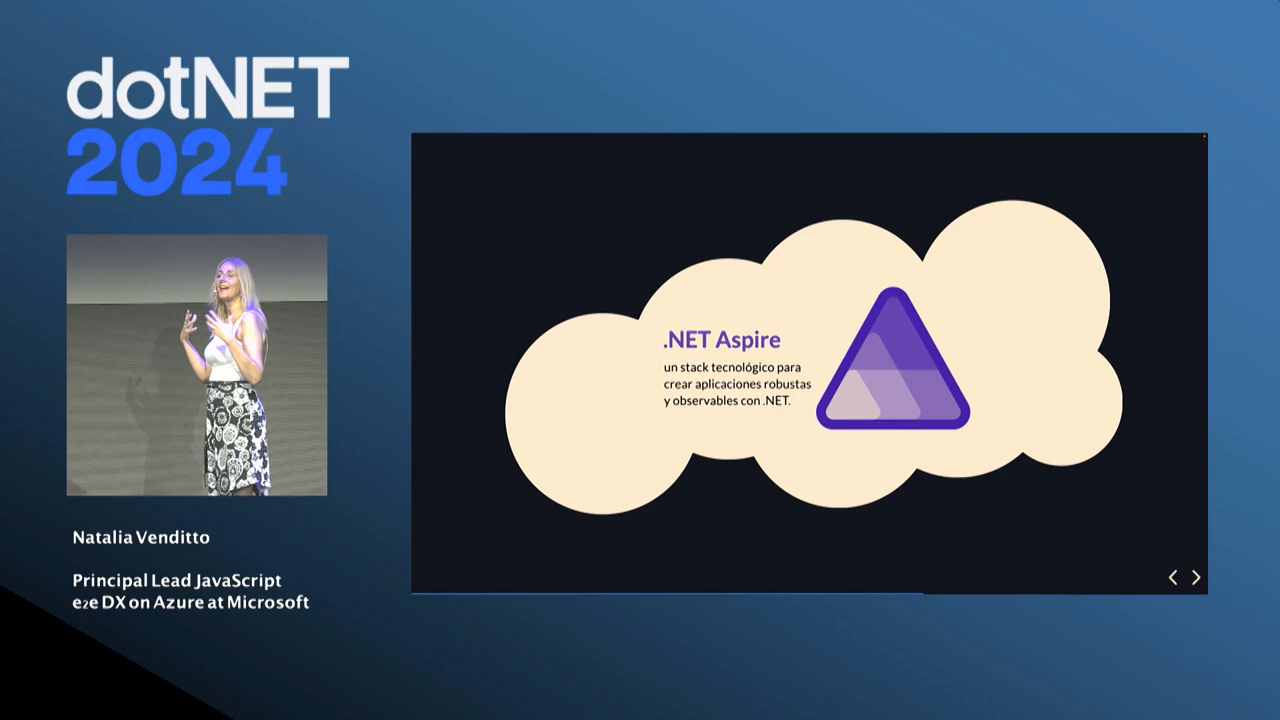 dotNET
2024
.NET Aspire
un stack tecnológico para
crear aplicaciones robustas
y observables con .NET.
Natalia Venditto
Principal Lead JavaScript
e2e DX on Azure at Microsoft